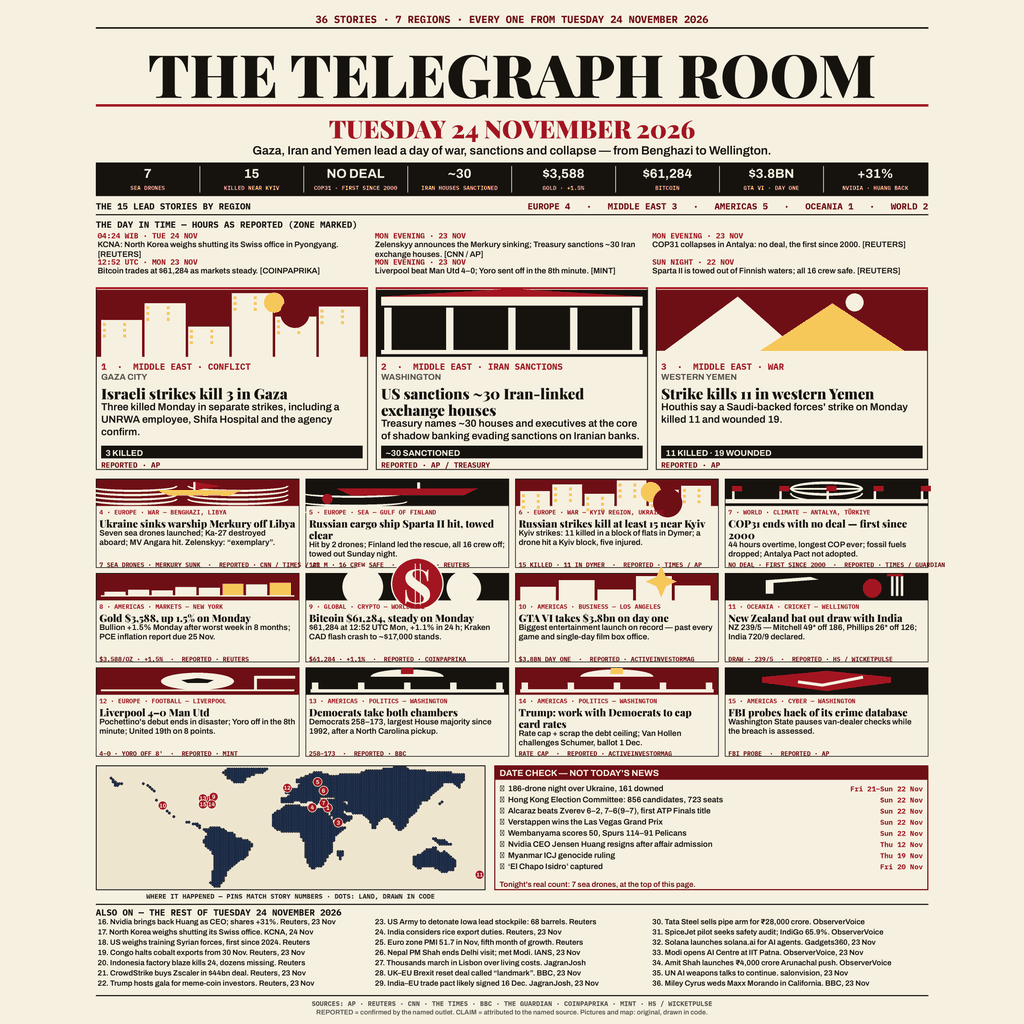 36 STORIES · 7 REGIONS · EVERY ONE FROM TUESDAY 24 NOVEMBER 2026
THE TELEGRAPH ROOM
TUESDAY 24 NOVEMBER 2026
Gaza, Iran and Yemen lead a day of war, sanctions and collapse — from Benghazi to Wellington.
7
SEA DRONES
15
KILLED NEAR KYIV
NO DEAL
COP31 · FIRST SINCE 2000
~30
IRAN HOUSES SANCTIONED
$3,588
GOLD · +1.5%
$61,284
BITCOIN
$3.8BN
GTA VI · DAY ONE
+31%
NVIDIA · HUANG BACK
THE 15 LEAD STORIES BY REGION
EUROPE 4 · MIDDLE EAST 3 · AMERICAS 5 · OCEANIA 1 · WORLD 2
THE DAY IN TIME — HOURS AS REPORTED (ZONE MARKED)
04:24 WIB · TUE 24 NOV
KCNA: North Korea weighs shutting its Swiss office in Pyongyang.
[REUTERS]
12:52 UTC · MON 23 NOV
Bitcoin trades at $61,284 as markets steady. [COINPAPRIKA]
MON EVENING · 23 NOV
Zelenskyy announces the Merkury sinking; Treasury sanctions ~30 Iran
exchange houses. [CNN / AP]
MON EVENING · 23 NOV
Liverpool beat Man Utd 4–0; Yoro sent off in the 8th minute. [MINT]
MON EVENING · 23 NOV
COP31 collapses in Antalya: no deal, the first since 2000. [REUTERS]
SUN NIGHT · 22 NOV
Sparta II is towed out of Finnish waters; all 16 crew safe. [REUTERS]
1 · MIDDLE EAST · CONFLICT
GAZA CITY
Israeli strikes kill 3 in Gaza
Three killed Monday in separate strikes, including a
UNRWA employee, Shifa Hospital and the agency
confirm.
3 KILLED
REPORTED · AP
2 · MIDDLE EAST · IRAN SANCTIONS
WASHINGTON
US sanctions ~30 Iran-linked
exchange houses
Treasury names ~30 houses and executives at the core
of shadow banking evading sanctions on Iranian banks.
~30 SANCTIONED
REPORTED · AP / TREASURY
3 · MIDDLE EAST · WAR
WESTERN YEMEN
Strike kills 11 in western Yemen
Houthis say a Saudi-backed forces' strike on Monday
killed 11 and wounded 19.
11 KILLED · 19 WOUNDED
REPORTED · AP
4 · EUROPE · WAR — BENGHAZI, LIBYA
Ukraine sinks warship Merkury off Libya
Seven sea drones launched; Ka-27 destroyed
aboard; MV Angara hit. Zelenskyy: “exemplary”.
7 SEA DRONES · MERKURY SUNK · REPORTED · CNN / TIMES
5 · EUROPE · SEA — GULF OF FINLAND
Russian cargo ship Sparta II hit, towed
clear
Hit by 2 drones; Finland led the rescue, all 16 crew off;
towed out Sunday night.
M · 16 CREW SAFE · REPORTED · REUTERS
6 · EUROPE · WAR — KYIV REGION, UKRAINE
Russian strikes kill at least 15 near Kyiv
Kyiv strikes: 11 killed in a block of flats in Dymer; a
drone hit a Kyiv block, five injured.
15 KILLED · 11 IN DYMER · REPORTED · TIMES / AP
7 · WORLD · CLIMATE — ANTALYA, TÜRKIYE
COP31 ends with no deal — first since
2000
44 hours overtime, longest COP ever; fossil fuels
dropped; Antalya Pact not adopted.
NO DEAL · FIRST SINCE 2000 · REPORTED · TIMES / GUARDIAN
8 · AMERICAS · MARKETS — NEW YORK
Gold $3,588, up 1.5% on Monday
Bullion +1.5% Monday after worst week in 8 months;
PCE inflation report due 25 Nov.
$3,588/OZ · +1.5% · REPORTED · REUTERS
$
9 · GLOBAL · CRYPTO — WORLD
Bitcoin $61,284, steady on Monday
$61,284 at 12:52 UTC Mon, +1.1% in 24 h; Kraken
CAD flash crash to ~$17,000 stands.
$61,284 · +1.1% · REPORTED · COINPAPRIKA
10 · AMERICAS · BUSINESS — LOS ANGELES
GTA VI takes $3.8bn on day one
Biggest entertainment launch on record — past every
game and single-day film box office.
$3.8BN DAY ONE · REPORTED · ACTIVEINVESTORMAG
11 · OCEANIA · CRICKET — WELLINGTON
New Zealand bat out draw with India
NZ 239/5 — Mitchell 49* off 186, Phillips 26* off 126;
India 720/9 declared.
DRAW · 239/5 · REPORTED · HS / WICKETPULSE
12 · EUROPE · FOOTBALL — LIVERPOOL
Liverpool 4–0 Man Utd
Pochettino's debut ends in disaster; Yoro off in the 8th
minute; United 19th on 8 points.
4–0 · YORO OFF 8' · REPORTED · MINT
13 · AMERICAS · POLITICS — WASHINGTON
Democrats take both chambers
Democrats 258–173, largest House majority since
1992, after a North Carolina pickup.
258–173 · REPORTED · BBC
14 · AMERICAS · POLITICS — WASHINGTON
Trump: work with Democrats to cap
card rates
Rate cap + scrap the debt ceiling; Van Hollen
challenges Schumer, ballot 1 Dec.
RATE CAP · REPORTED · ACTIVEINVESTORMAG
15 · AMERICAS · CYBER — WASHINGTON
FBI probes hack of its crime database
Washington State pauses van-dealer checks while
the breach is assessed.
FBI PROBE · REPORTED · AP
WHERE IT HAPPENED — PINS MATCH STORY NUMBERS · DOTS: LAND, DRAWN IN CODE
DATE CHECK — NOT TODAY'S NEWS
186-drone night over Ukraine, 161 downed Fri 21–Sun 22 Nov
Hong Kong Election Committee: 856 candidates, 723 seats Sun 22 Nov
Alcaraz beats Zverev 6–2, 7–6(9–7), first ATP Finals title Sun 22 Nov
Verstappen wins the Las Vegas Grand Prix Sun 22 Nov
Wembanyama scores 50, Spurs 114–91 Pelicans Sun 22 Nov
Nvidia CEO Jensen Huang resigns after affair admission Thu 12 Nov
Myanmar ICJ genocide ruling Thu 19 Nov
‘El Chapo Isidro’ captured Fri 20 Nov
Tonight's real count: 7 sea drones, at the top of this page.
ALSO ON — THE REST OF TUESDAY 24 NOVEMBER 2026
16. Nvidia brings back Huang as CEO; shares +31%. Reuters, 23 Nov
17. North Korea weighs shutting its Swiss office. KCNA, 24 Nov
18. US weighs training Syrian forces, first since 2024. Reuters
19. Congo halts cobalt exports from 30 Nov. Reuters, 23 Nov
20. Indonesia factory blaze kills 24, dozens missing. Reuters
21. CrowdStrike buys Zscaler in $44bn deal. Reuters, 23 Nov
22. Trump hosts gala for meme-coin investors. Reuters, 23 Nov
23. US Army to detonate Iowa lead stockpile: 68 barrels. Reuters
24. India considers rice export duties. Reuters, 23 Nov
25. Euro zone PMI 51.7 in Nov, fifth month of growth. Reuters
26. Nepal PM Shah ends Delhi visit; met Modi. IANS, 23 Nov
27. Thousands march in Lisbon over living costs. JagranJosh
28. UK–EU Brexit reset deal called “landmark”. BBC, 23 Nov
29. India–EU trade pact likely signed 16 Dec. JagranJosh, 23 Nov
30. Tata Steel sells pipe arm for ₹28,000 crore. ObserverVoice
31. SpiceJet pilot seeks safety audit; IndiGo 65.9%. ObserverVoice
32. Solana launches solana.ai for AI agents. Gadgets360, 23 Nov
33. Modi opens AI Centre at IIT Patna. ObserverVoice, 23 Nov
34. Amit Shah launches ₹4,000 crore Arunachal push. ObserverVoice
35. UN AI weapons talks to continue. salonvision, 23 Nov
36. Miley Cyrus weds Maxx Morando in California. BBC, 23 Nov
SOURCES: AP · REUTERS · CNN · THE TIMES · BBC · THE GUARDIAN · COINPAPRIKA · MINT · HS / WICKETPULSE
REPORTED = confirmed by the named outlet. CLAIM = attributed to the named source. Pictures and map: original, drawn in code.